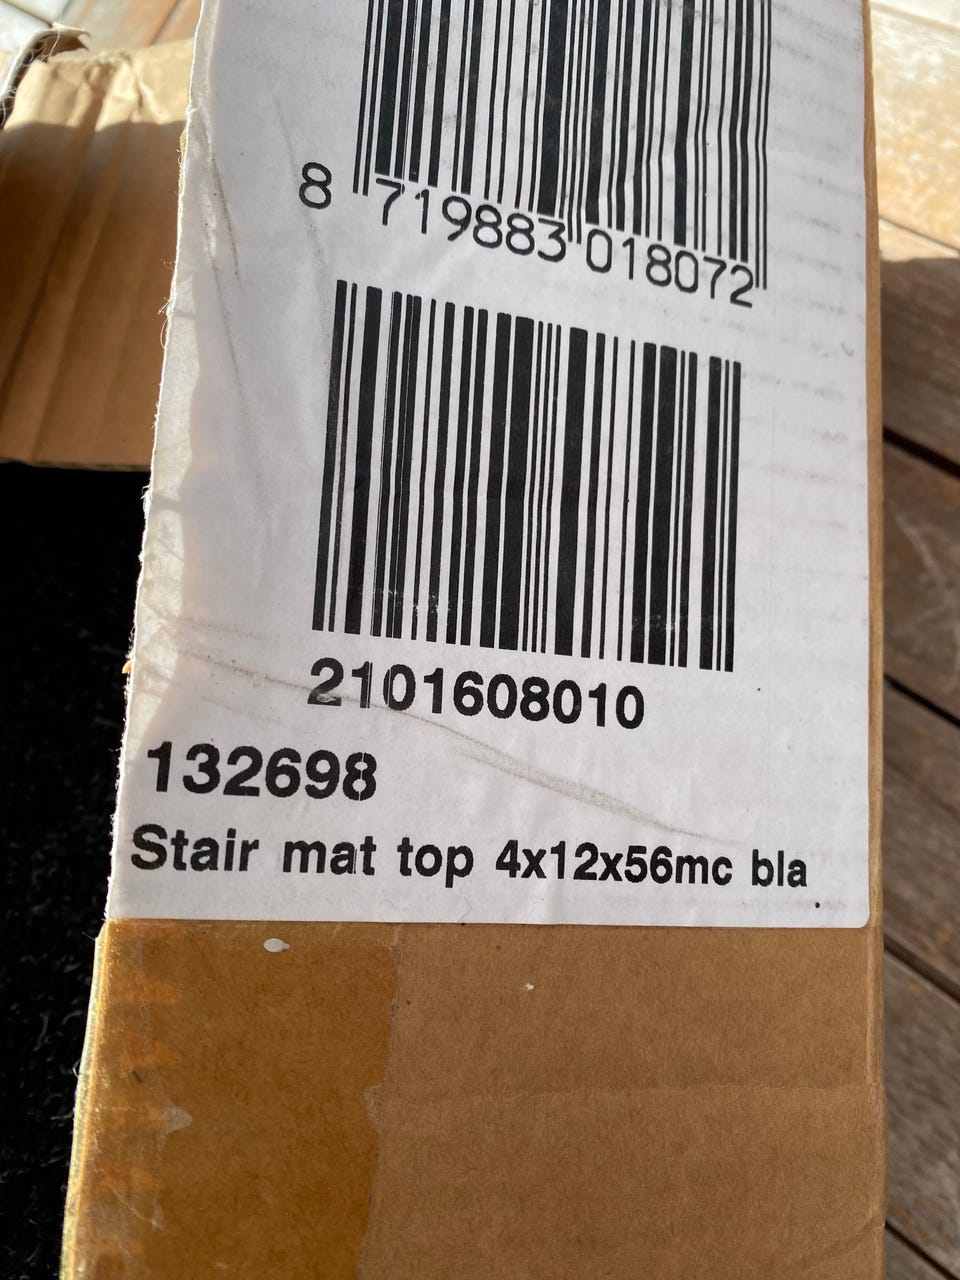 8 719883 018072
2101608010
132698
Stair mat top 4x12x56mc bla